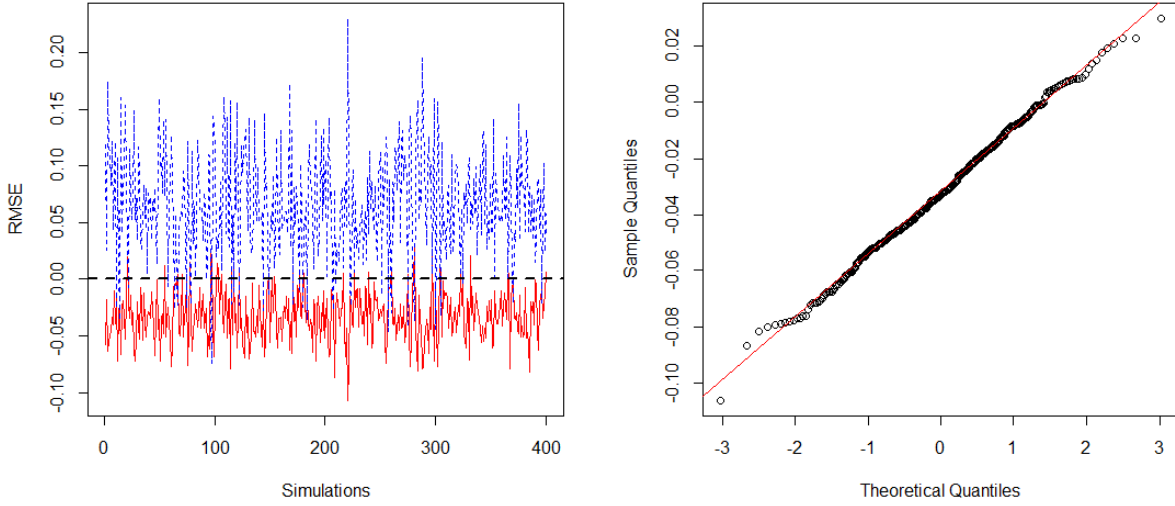 RMSE
0.20
0.15
0.10
0.05
0.00
-0.05
-0.10
0 100 200 300 400
Simulations
Sample Quantiles
0.02
0.00
-0.02
-0.04
-0.06
-0.08
-0.10
-3 -2 -1 0 1 2 3
Theoretical Quantiles